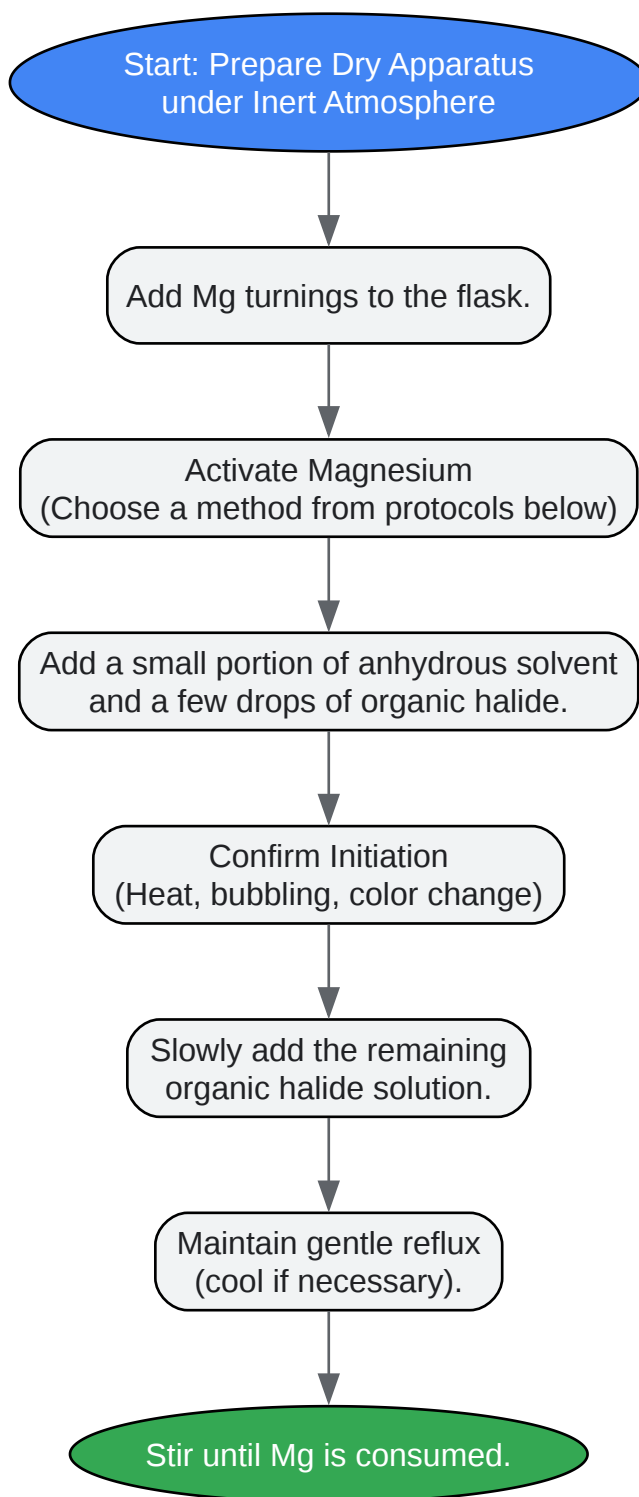 Start: Prepare Dry Apparatus
under Inert Atmosphere
Add Mg turnings to the flask.
Activate Magnesium
(Choose a method from protocols below)
Add a small portion of anhydrous solvent
and a few drops of organic halide.
Confirm Initiation
(Heat, bubbling, color change)
Slowly add the remaining
organic halide solution.
Maintain gentle reflux
(cool if necessary).
Stir until Mg is consumed.